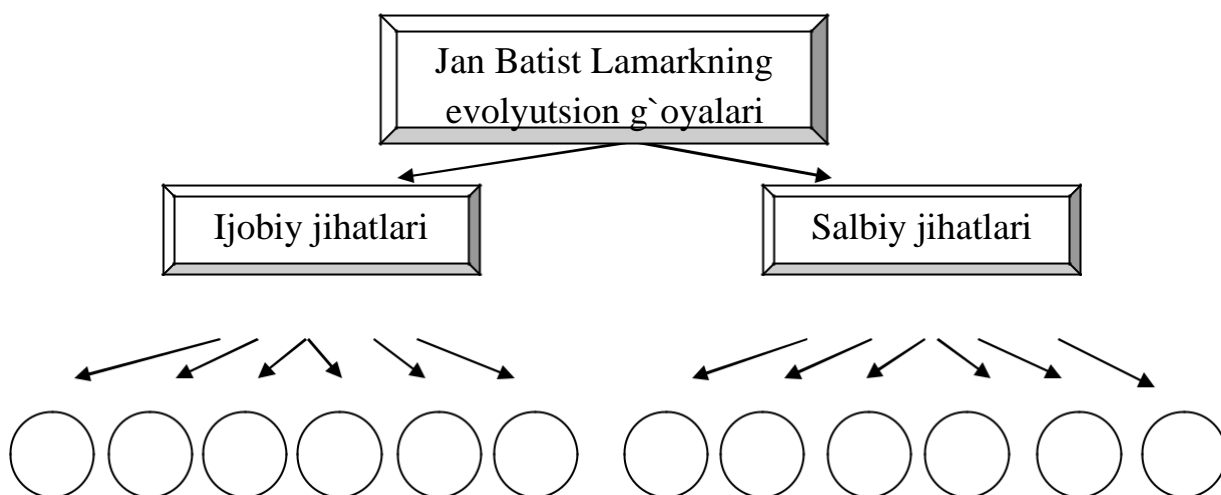 Jan Batist Lamarkning
evolyutsion g`oyalari
Ijobiy jihatlari
Salbiy jihatlari